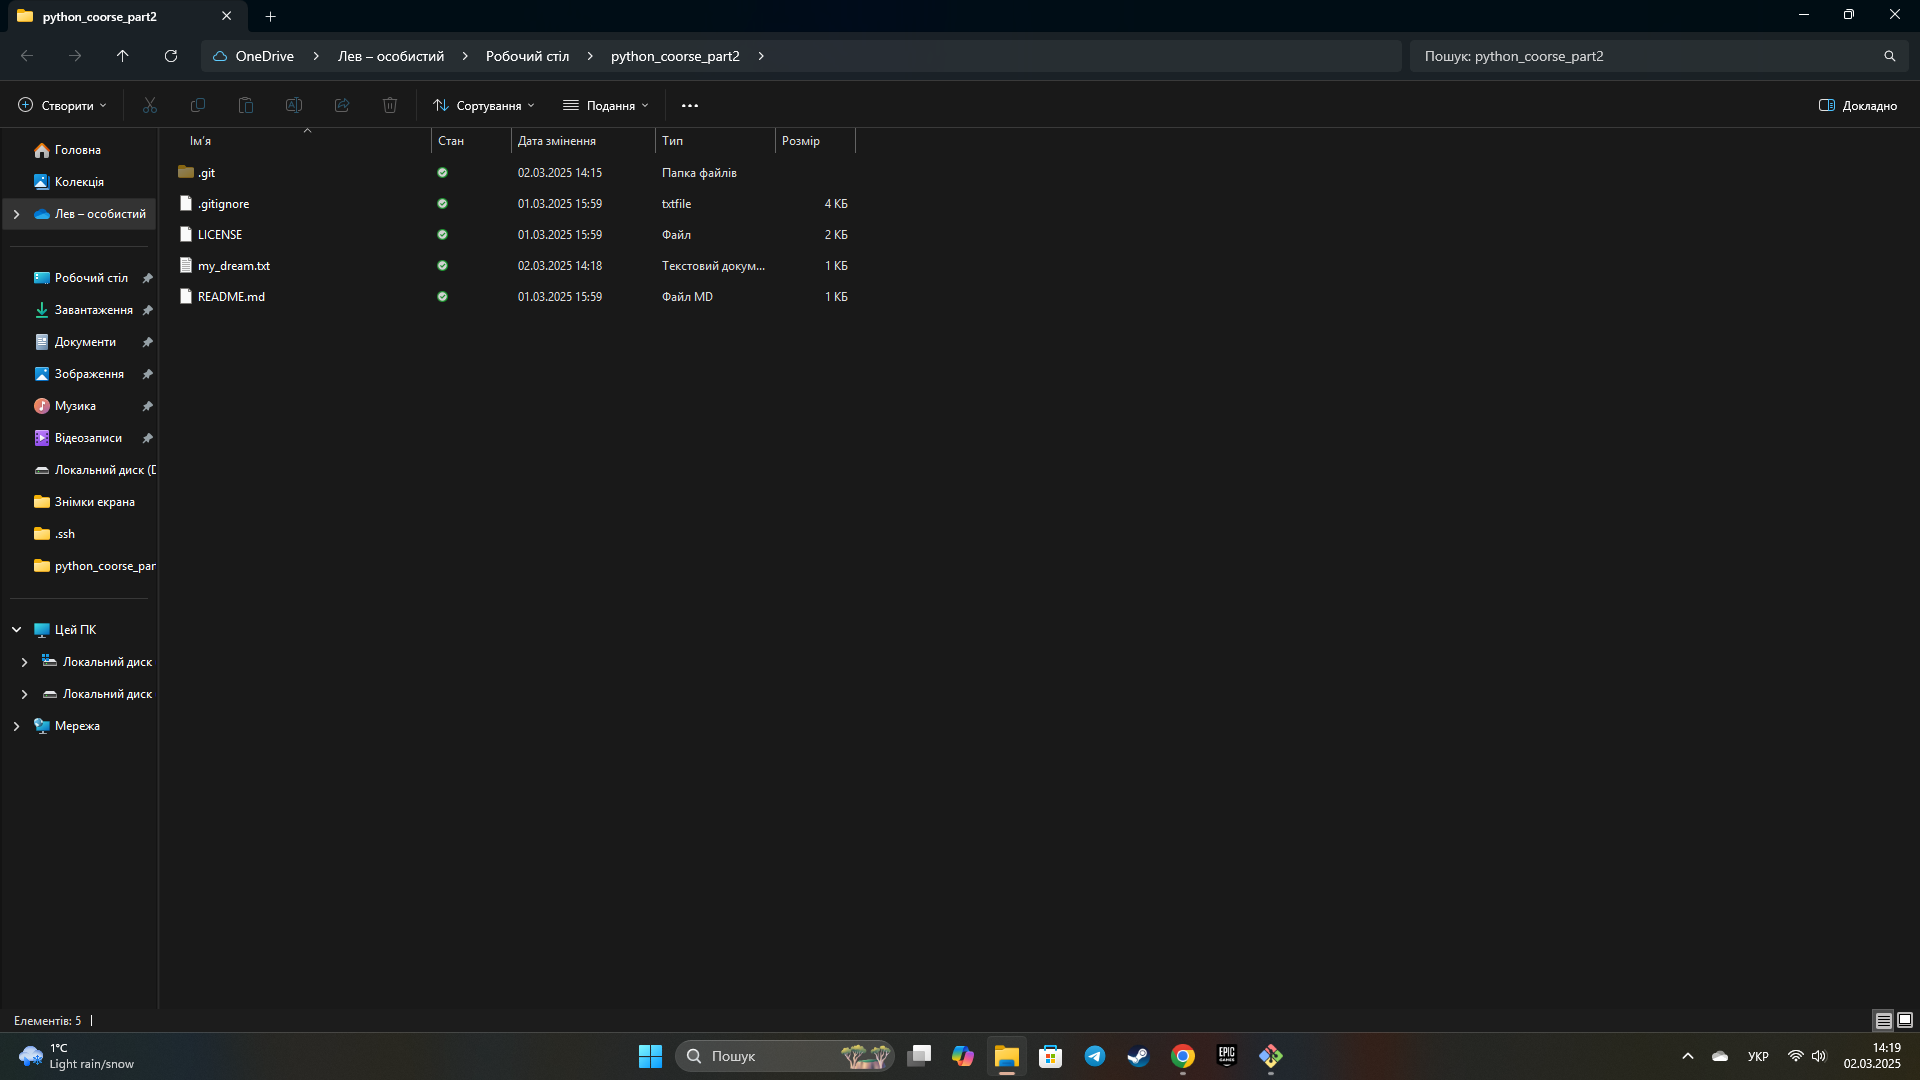 python_coorse_part2
OneDrive > Лев – особистий > Робочий стіл > python_coorse_part2 >
Пошук: python_coorse_part2
Створити
Сортування
Подання
Докладно
Ім'я Стан Дата змінення Тип Розмір
.git 02.03.2025 14:15 Папка файлів
.gitignore 01.03.2025 15:59 txtfile 4 КБ
LICENSE 01.03.2025 15:59 Файл 2 КБ
my_dream.txt 02.03.2025 14:18 Текстовий докум... 1 КБ
README.md 01.03.2025 15:59 Файл MD 1 КБ
Головна
Колекція
Лев – особистий
Робочий стіл
Завантаження
Документи
Зображення
Музика
Відеозаписи
Локальний диск (D
Знімки екрана
.ssh
python_coorse_par
Цей ПК
Локальний диск
Локальний диск
Мережа
Елементів: 5
1°C
Light rain/snow
Пошук
EPIC
GAMES
УКР
14:19
02.03.2025